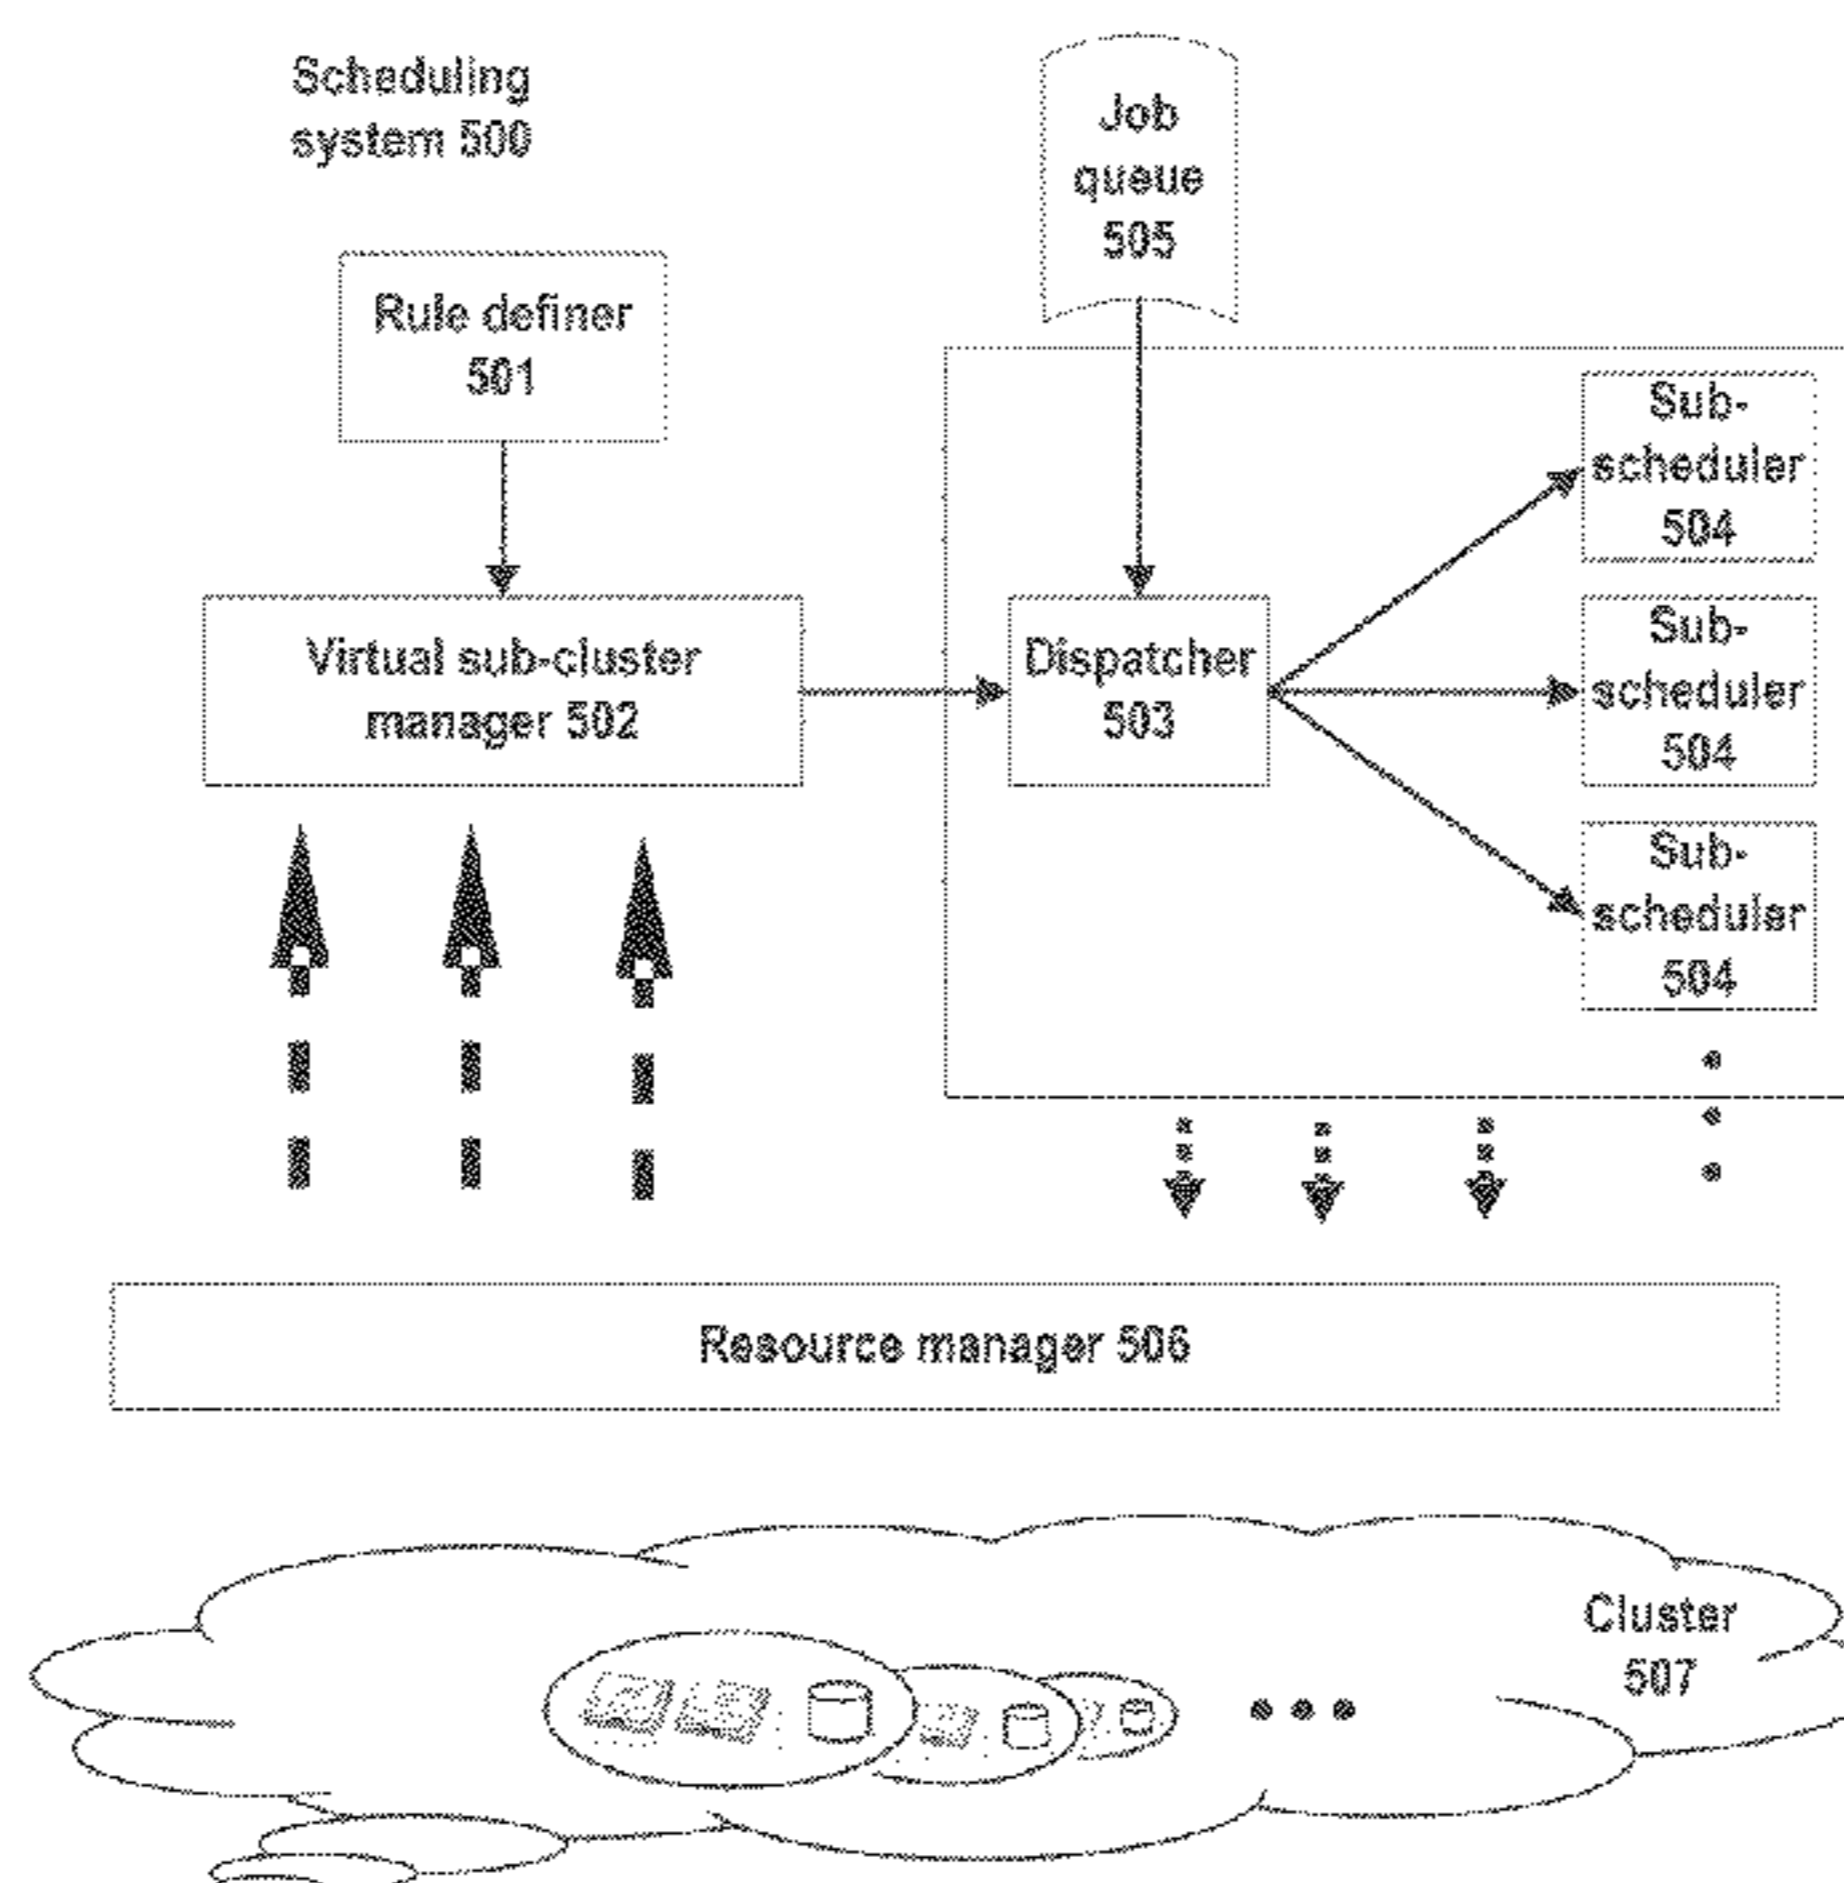 Scheduling
system 500
Job
queue
505
Rule definer
501
Sub-
scheduler
504
Virtual sub-cluster
manager 502
Dispatcher
503
Sub-
scheduler
504
Sub-
scheduler
504
Resource manager 506
Cluster
507